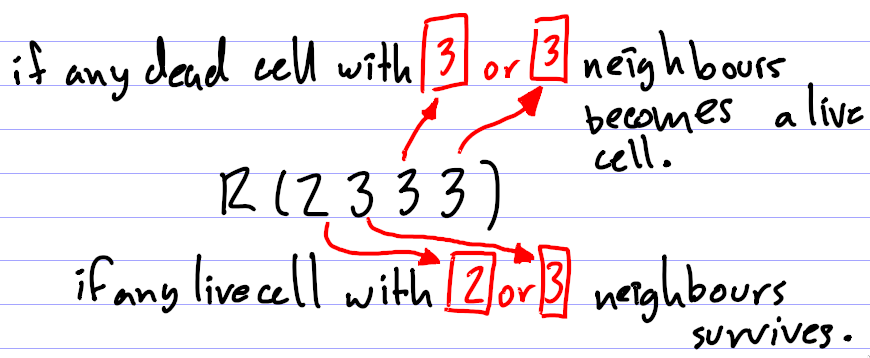 if any dead cell with 3 or 3 neighbours
becomes a live
cell.
R (2 3 3 3)
if any live cell with 2 or 3 neighbours
survives.